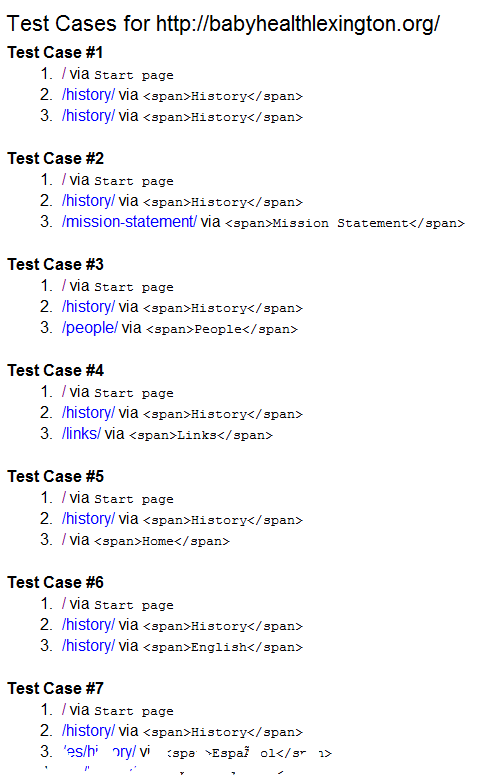 Test Cases for http://babyhealthlexington.org/
Test Case #1
1. / via Start page
2. /history/ via <span>History</span>
3. /history/ via <span>History</span>
Test Case #2
1. / via Start page
2. /history/ via <span>History</span>
3. /mission-statement/ via <span>Mission Statement</span>
Test Case #3
1. / via Start page
2. /history/ via <span>History</span>
3. /people/ via <span>People</span>
Test Case #4
1. / via Start page
2. /history/ via <span>History</span>
3. /links/ via <span>Links</span>
Test Case #5
1. / via Start page
2. /history/ via <span>History</span>
3. / via <span>Home</span>
Test Case #6
1. / via Start page
2. /history/ via <span>History</span>
3. /history/ via <span>English</span>
Test Case #7
1. / via Start page
2. /history/ via <span>History</span>
3. /es/history/ via <span>Español</span>